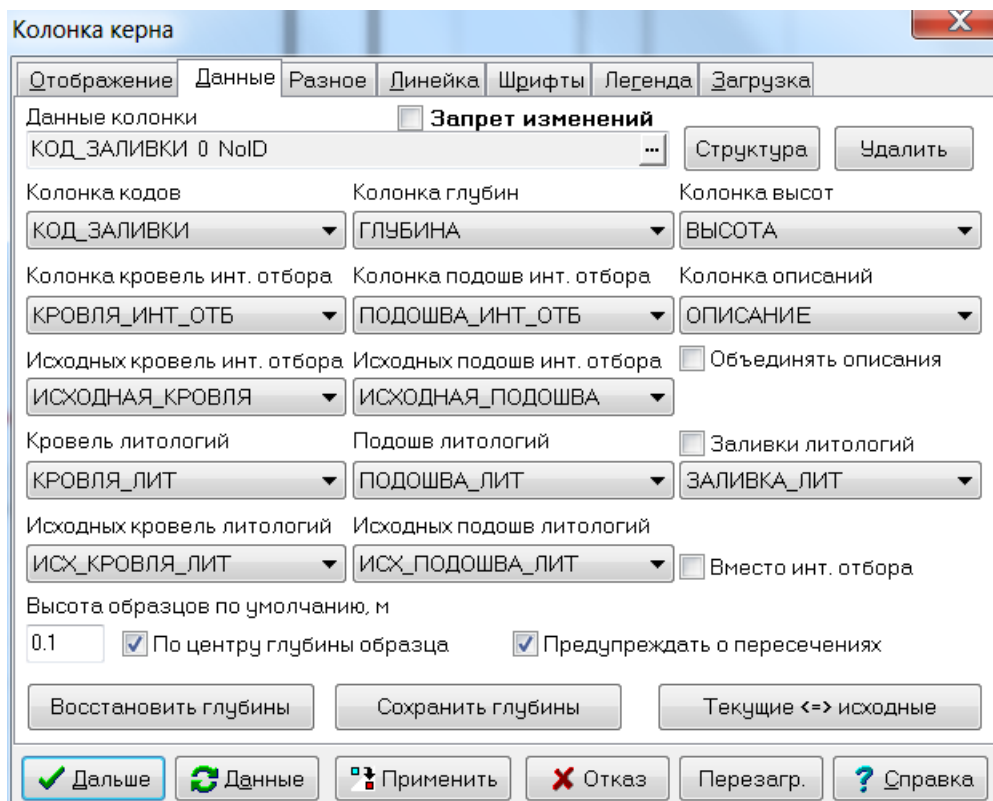 Колонка керна
Отображение Данные Разное Линейка Шрифты Легенда Загрузка
Данные колонки Запрет изменений
КОД_ЗАЛИВКИ 0 NoID ... Структура Удалить
Колонка кодов Колонка глубин Колонка высот
КОД_ЗАЛИВКИ ГЛУБИНА ВЫСОТА
Колонка кровель инт. отбора Колонка подошв инт. отбора Колонка описаний
КРОВЛЯ_ИНТ_ОТБ ПОДОШВА_ИНТ_ОТБ ОПИСАНИЕ
Исходных кровель инт. отбора Исходных подошв инт. отбора Объединять описания
ИСХОДНАЯ_КРОВЛЯ ИСХОДНАЯ_ПОДОШВА
Кровель литологий Подошв литологий Заливки литологий
КРОВЛЯ_ЛИТ ПОДОШВА_ЛИТ ЗАЛИВКА_ЛИТ
Исходных кровель литологий Исходных подошв литологий
ИСХ_КРОВЛЯ_ЛИТ ИСХ_ПОДОШВА_ЛИТ Вместо инт. отбора
Высота образцов по умолчанию, м
0.1 По центру глубины образца Предупреждать о пересечениях
Восстановить глубины Сохранить глубины Текущие <=> исходные
Дальше Данные Применить Отказ Перезагр. Справка